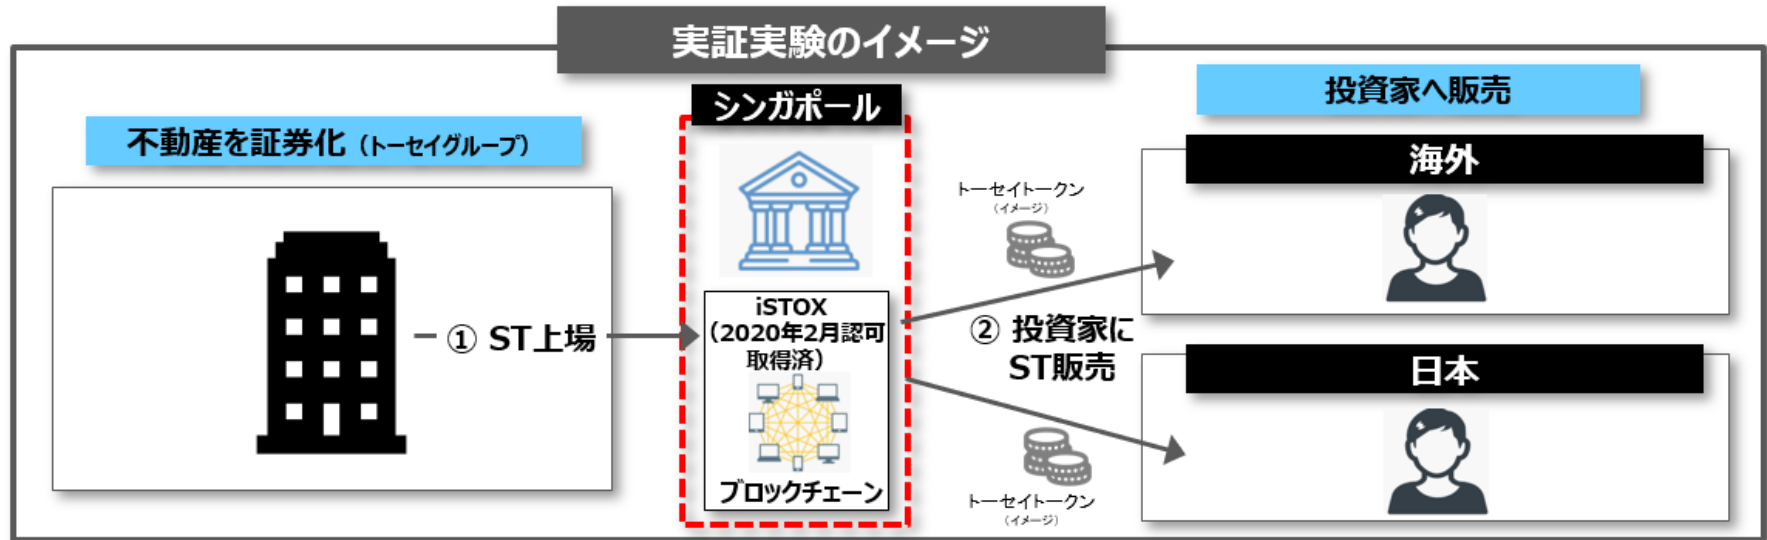 実証実験のイメージ
不動産を証券化（トーセイグループ）
① ST上場
シンガポール
iSTOX
（2020年2月認可
取得済）
ブロックチェーン
トーセイトークン
（イメージ）
② 投資家に
ST販売
トーセイトークン
（イメージ）
投資家へ販売
海外
日本